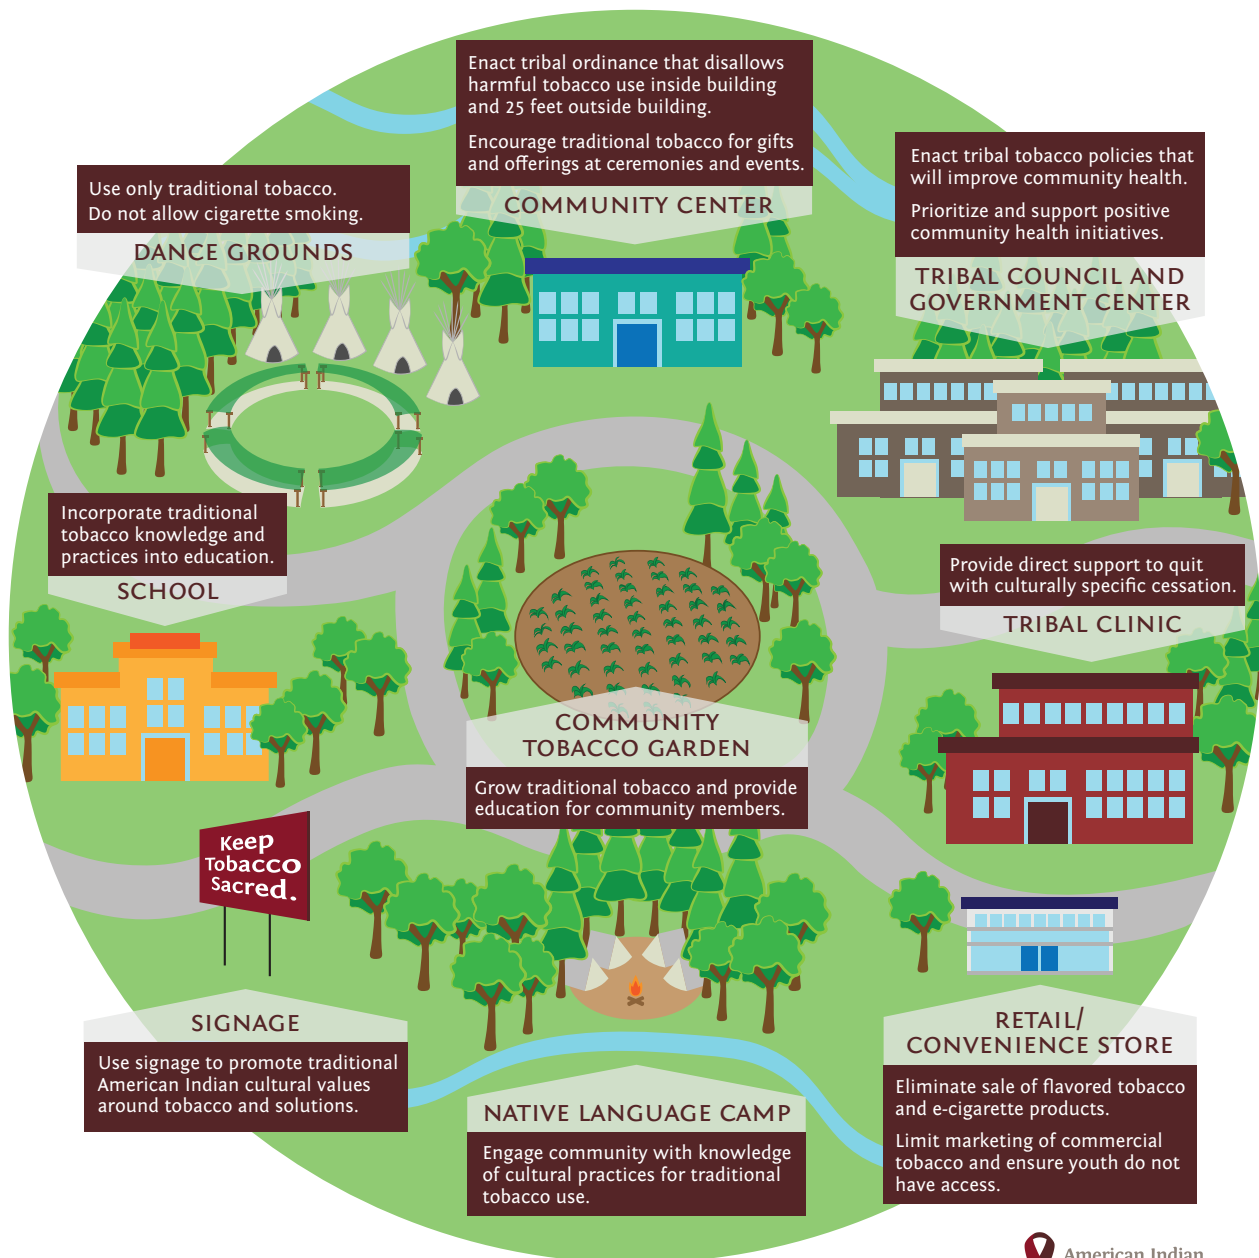 Enact tribal ordinance that disallows
harmful tobacco use inside building
and 25 feet outside building.
Encourage traditional tobacco for gifts
and offerings at ceremonies and events.
COMMUNITY CENTER
Use only traditional tobacco.
Do not allow cigarette smoking.
DANCE GROUNDS
Enact tribal tobacco policies that
will improve community health.
Prioritize and support positive
community health initiatives.
TRIBAL COUNCIL AND
GOVERNMENT CENTER
Incorporate traditional
tobacco knowledge and
practices into education.
SCHOOL
Provide direct support to quit
with culturally specific cessation.
TRIBAL CLINIC
COMMUNITY
TOBACCO GARDEN
Grow traditional tobacco and provide
education for community members.
Keep
Tobacco
Sacred.
SIGNAGE
Use signage to promote traditional
American Indian cultural values
around tobacco and solutions.
NATIVE LANGUAGE CAMP
Engage community with knowledge
of cultural practices for traditional
tobacco use.
RETAIL/
CONVENIENCE STORE
Eliminate sale of flavored tobacco
and e-cigarette products.
Limit marketing of commercial
tobacco and ensure youth do not
have access.
American Indian